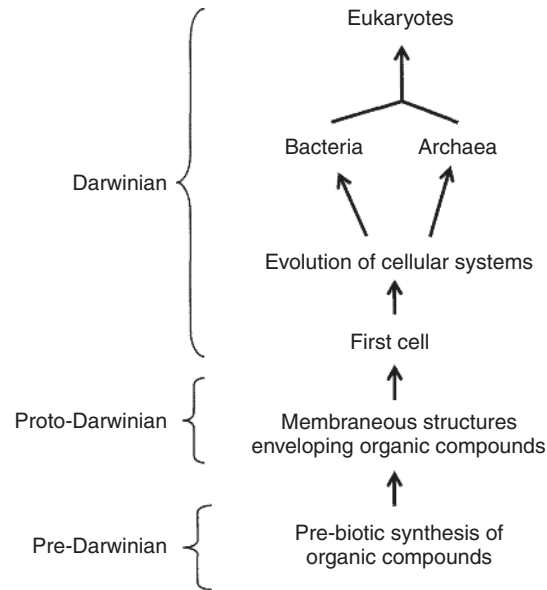 Eukaryotes
Bacteria
Archaea
Darwinian
Evolution of cellular systems
First cell
Proto-Darwinian
Membraneous structures
enveloping organic compounds
Pre-Darwinian
Pre-biotic synthesis of
organic compounds